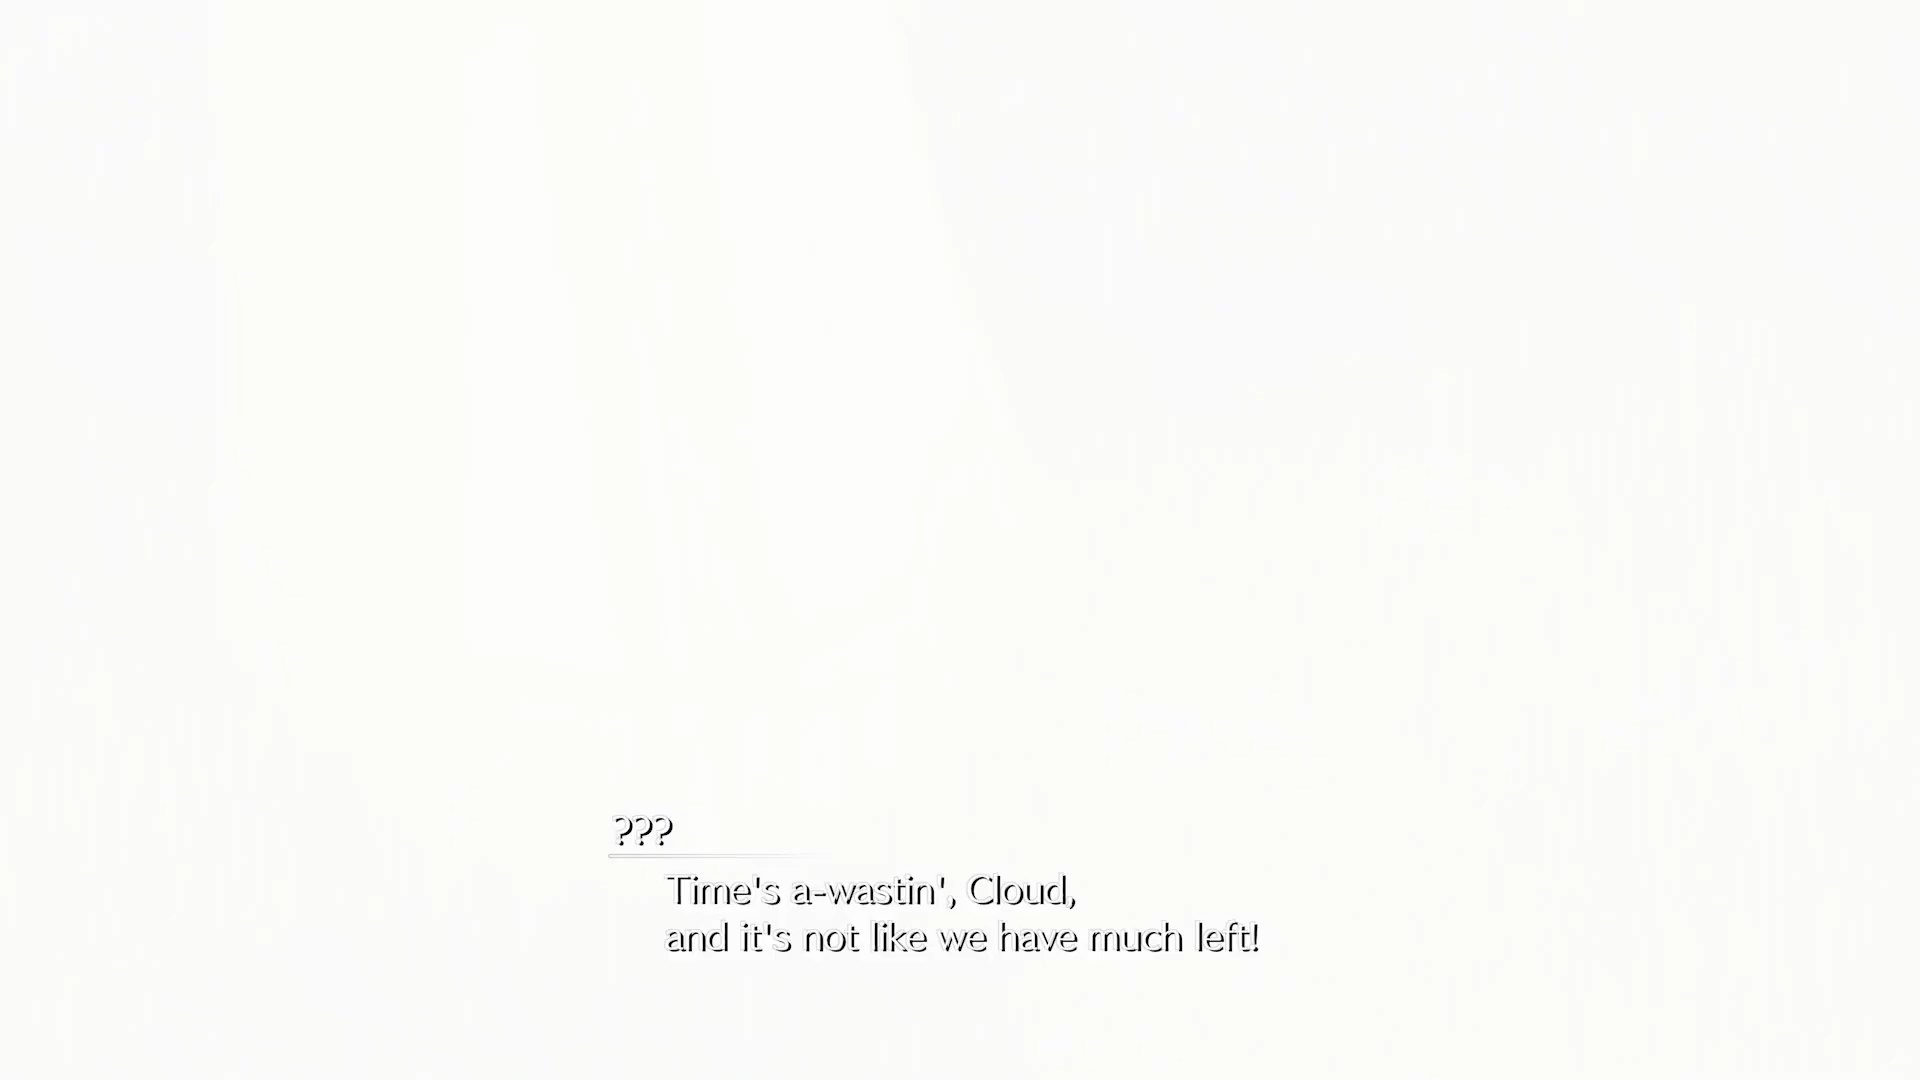 ???
Time's a-wastin', Cloud,
and it's not like we have much left!